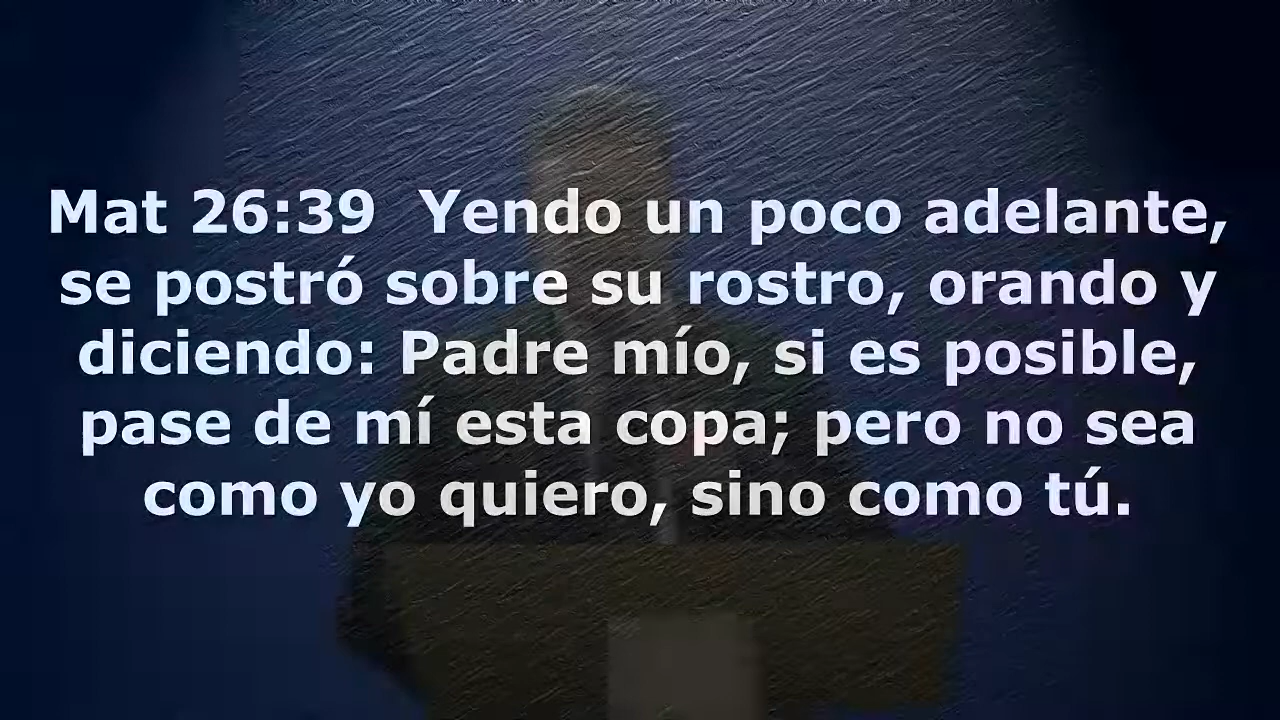 Mat 26:39  Yendo un poco adelante,
se postró sobre su rostro, orando y
diciendo: Padre mío, si es posible,
pase de mí esta copa; pero no sea
como yo quiero, sino como tú.